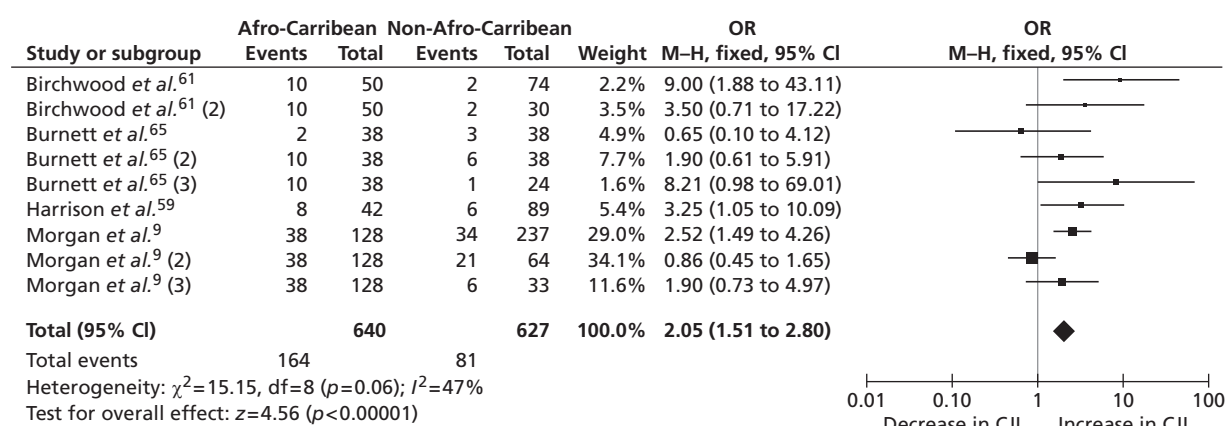 Afro-Carribean Non-Afro-Carribean OR OR
Study or subgroup Events Total Events Total Weight M–H, fixed, 95% CI M–H, fixed, 95% CI
Birchwood et al.61 10 50 2 74 2.2% 9.00 (1.88 to 43.11)
Birchwood et al.61 (2) 10 50 2 30 3.5% 3.50 (0.71 to 17.22)
Burnett et al.65 2 38 3 38 4.9% 0.65 (0.10 to 4.12)
Burnett et al.65 (2) 10 38 6 38 7.7% 1.90 (0.61 to 5.91)
Burnett et al.65 (3) 10 38 1 24 1.6% 8.21 (0.98 to 69.01)
Harrison et al.59 8 42 6 89 5.4% 3.25 (1.05 to 10.09)
Morgan et al.9 38 128 34 237 29.0% 2.52 (1.49 to 4.26)
Morgan et al.9 (2) 38 128 21 64 34.1% 0.86 (0.45 to 1.65)
Morgan et al.9 (3) 38 128 6 33 11.6% 1.90 (0.73 to 4.97)
Total (95% CI) 640 627 100.0% 2.05 (1.51 to 2.80)
Total events 164 81
Heterogeneity: χ2=15.15, df=8 (p=0.06); I2=47%
Test for overall effect: z=4.56 (p<0.00001)
0.01 0.10 1 10 100
Decrease in CJI Increase in CJI